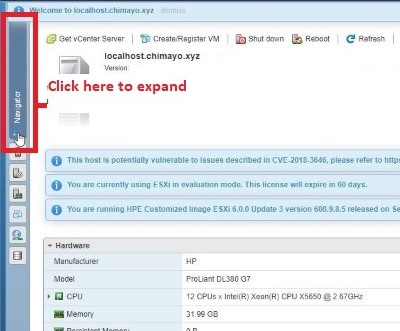 Welcome to localhost.chimayo.xyz dismiss
Get vCenter Server | Create/Register VM | Shut down Reboot | Refresh
localhost.chimayo.xyz
Version:
Click here to expand
Navigator
This host is potentially vulnerable to issues described in CVE-2018-3646, please refer to https
You are currently using ESXi in evaluation mode. This license will expire in 60 days.
You are running HPE Customized Image ESXi 6.0.0 Update 3 version 600.9.8.5 released on Se
Hardware
Manufacturer HP
Model ProLiant DL380 G7
CPU 12 CPUs x Intel(R) Xeon(R) CPU X5650 @ 2.67GHz
Memory 31.99 GB
Persistent Memory 0 B